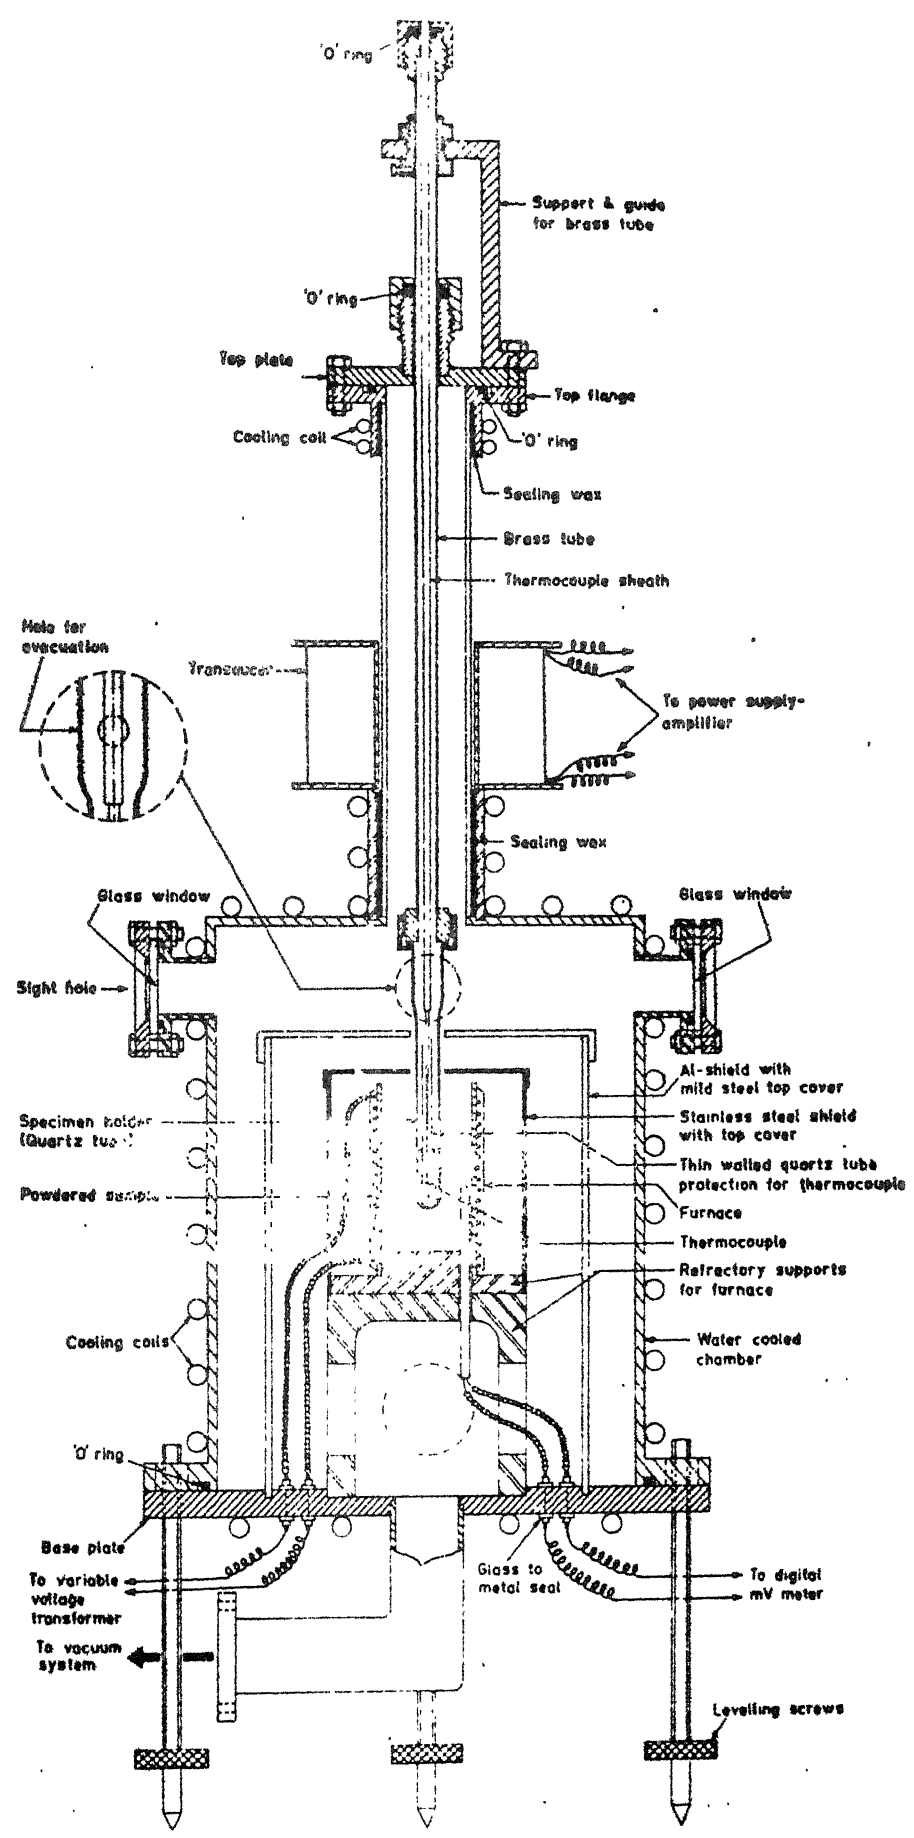 'O' ring
Support & guide
for brass tube
'O' ring
Top plate
Top flange
Cooling coil
'O' ring
Sealing wax
Brass tube
Thermocouple sheath
Hole for
evacuation
Transducer
To power supply-
amplifier
Sealing wax
Glass window
Glass window
Sight hole
Al-shield with
mild steel top cover
Specimen holder
(Quartz tube)
Stainless steel shield
with top cover
Thin walled quartz tube
protection for thermocouple
Powdered sample
Furnace
Thermocouple
Refractory supports
for furnace
Cooling coils
Water cooled
chamber
'O' ring
Base plate
Glass to
metal seal
To variable
voltage
transformer
To digital
mV meter
To vacuum
system
Levelling screws